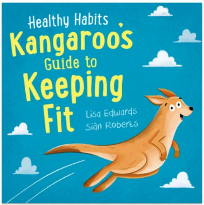 Healthy Habits
Kangaroo's
Guide to
Keeping
Fit
Lisa Edwards
Siân Roberts